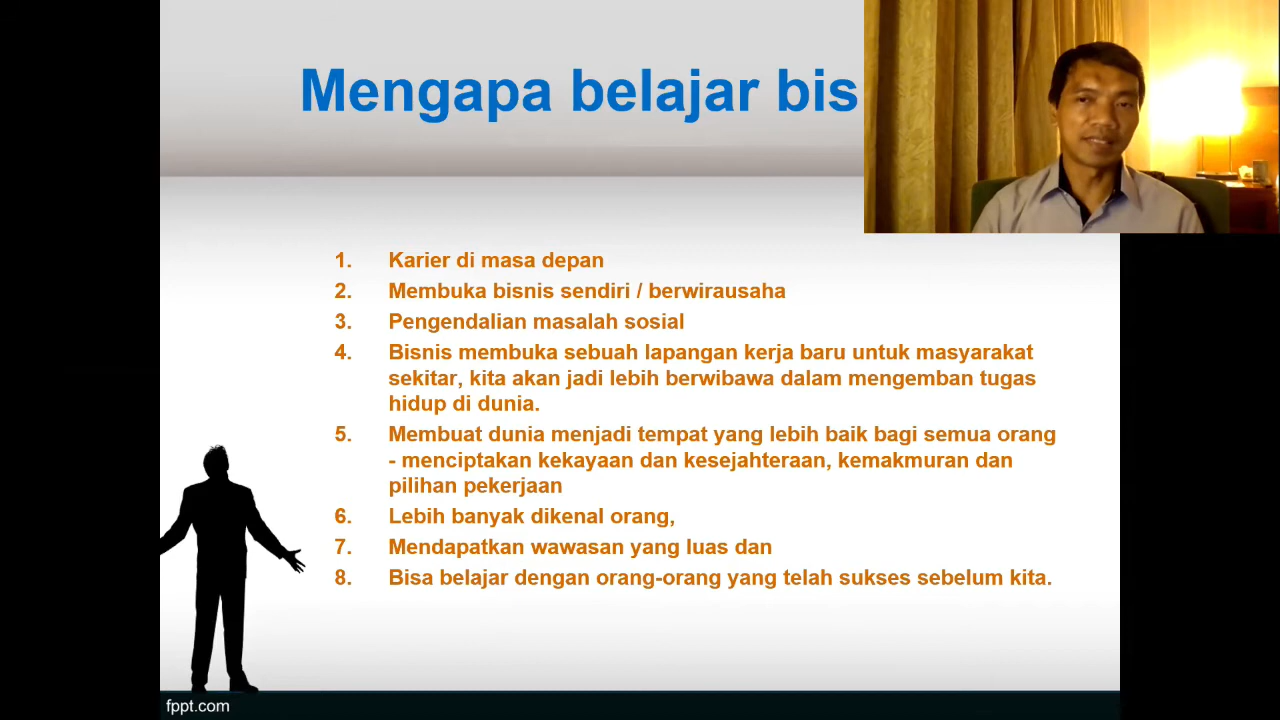 Mengapa belajar bis
1. Karier di masa depan
2. Membuka bisnis sendiri / berwirausaha
3. Pengendalian masalah sosial
4. Bisnis membuka sebuah lapangan kerja baru untuk masyarakat
sekitar, kita akan jadi lebih berwibawa dalam mengemban tugas
hidup di dunia.
5. Membuat dunia menjadi tempat yang lebih baik bagi semua orang
- menciptakan kekayaan dan kesejahteraan, kemakmuran dan
pilihan pekerjaan
6. Lebih banyak dikenal orang,
7. Mendapatkan wawasan yang luas dan
8. Bisa belajar dengan orang-orang yang telah sukses sebelum kita.
fppt.com